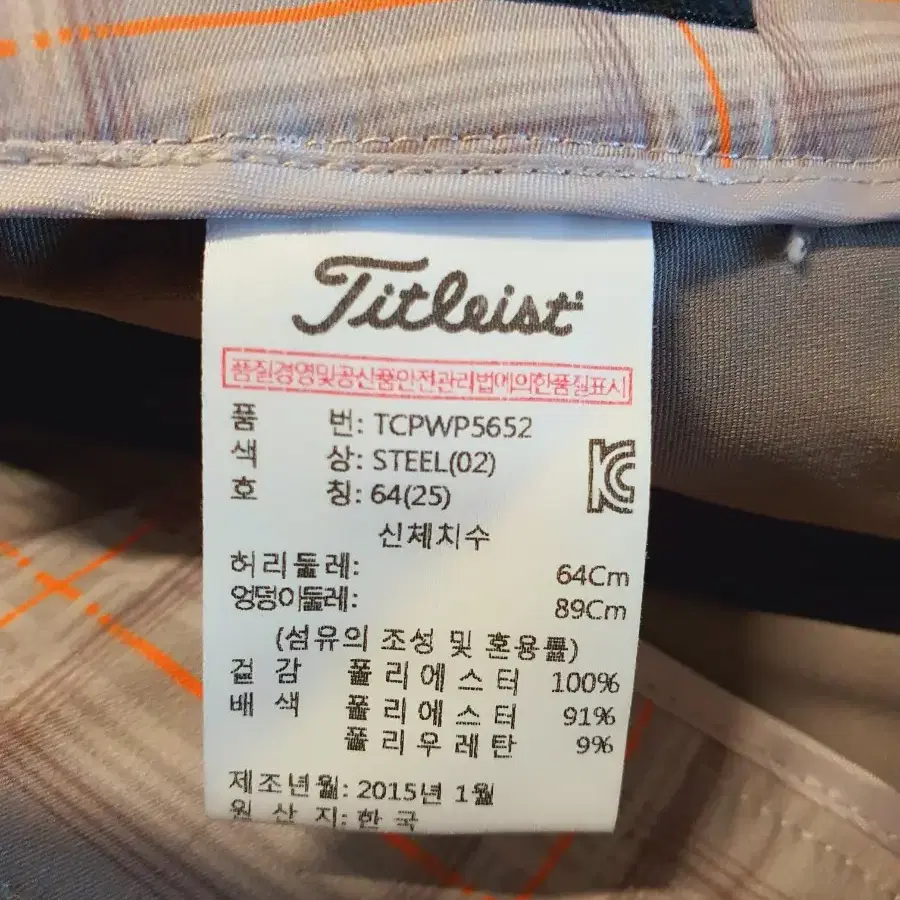 Titleist
품질경영및공산품안전관리법에의한품질표시
품 번: TCPWP5652
색 상: STEEL(02)
호 칭: 64(25)
신체치수
허리둘레: 64Cm
엉덩이둘레: 89Cm
(섬유의 조성 및 혼용률)
겉 감 폴리에스터 100%
배 색 폴리에스터 91%
폴리우레탄 9%
제조년월: 2015년 1월
원 산 지: 한 국